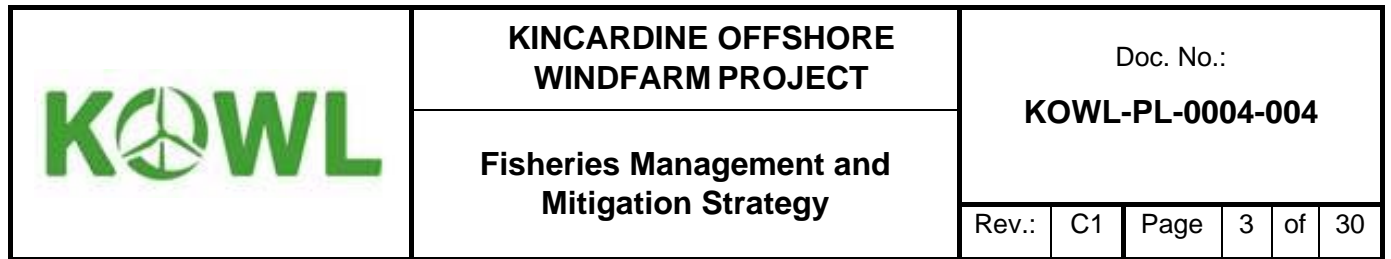 KOWL
KINCARDINE OFFSHORE
WINDFARM PROJECT
Fisheries Management and
Mitigation Strategy
Doc. No.:
KOWL-PL-0004-004
Rev.: C1 Page 3 of 30